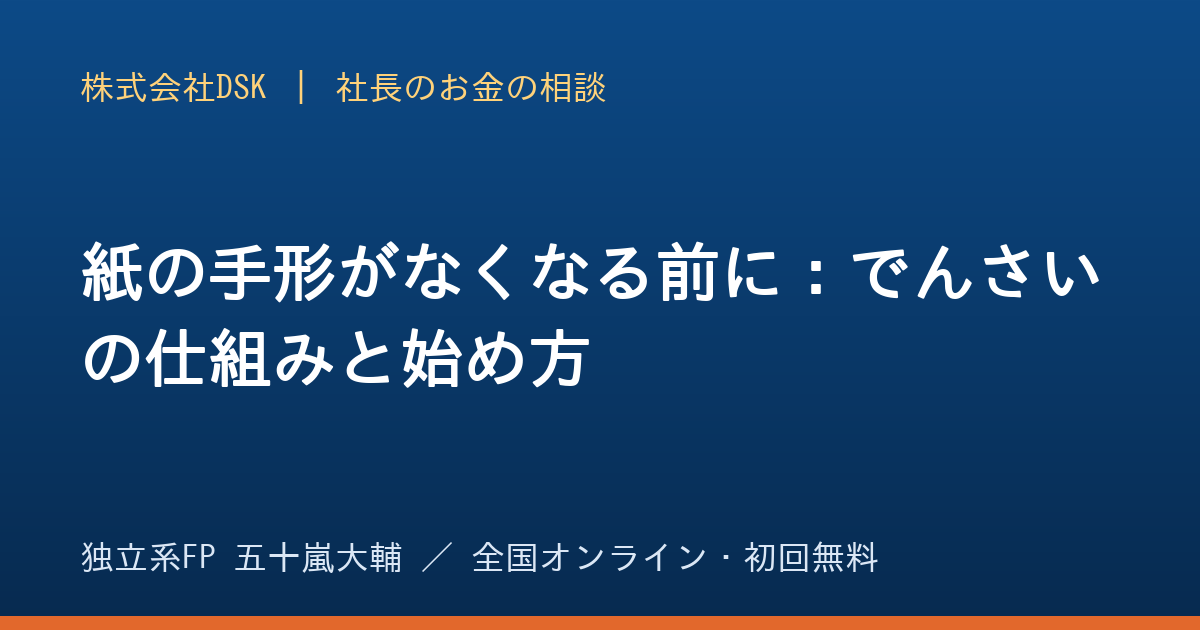 株式会社DSK ｜ 社長のお金の相談
紙の手形がなくなる前に：でんさい
の仕組みと始め方
独立系FP 五十嵐大輔 ／ 全国オンライン・初回無料